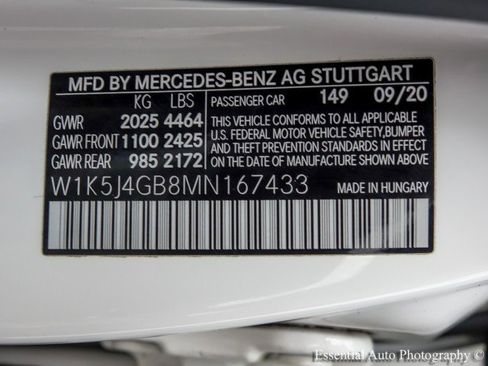 MFD BY MERCEDES-BENZ AG STUTTGART
KG LBS PASSENGER CAR 149 09/20
GVWR 2025 4464 THIS VEHICLE CONFORMS TO ALL APPLICABLE
GAWR FRONT 1100 2425 U.S. FEDERAL MOTOR VEHICLE SAFETY, BUMPER
GAWR REAR 985 2172 AND THEFT PREVENTION STANDARDS IN EFFECT
ON THE DATE OF MANUFACTURE SHOWN ABOVE.
W1K5J4GB8MN167433 MADE IN HUNGARY
Essential Auto Photography ©